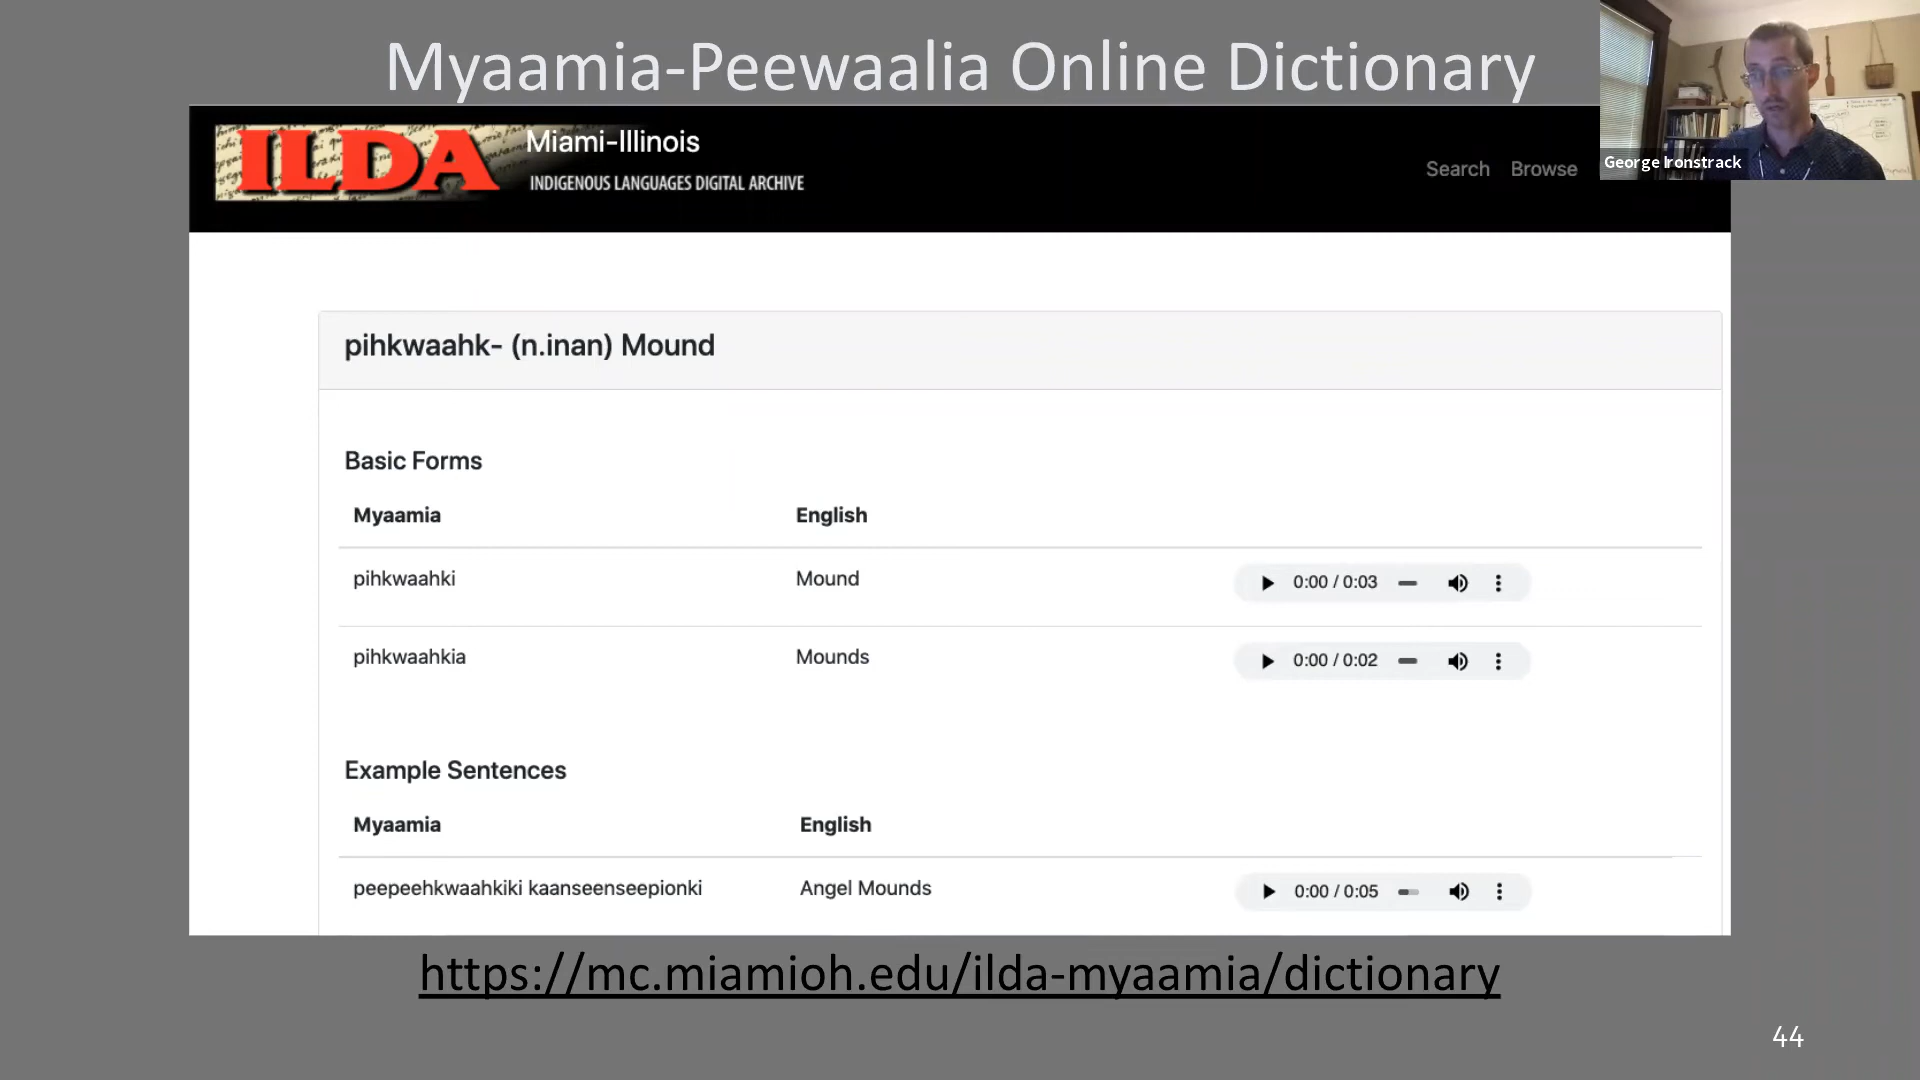 Myaamia-Peewaalia Online Dictionary
ILDA
Miami-Illinois
INDIGENOUS LANGUAGES DIGITAL ARCHIVE
Search Browse
George Ironstrack
pihkwaahk- (n.inan) Mound
Basic Forms
Myaamia English
pihkwaahki Mound 0:00 / 0:03
pihkwaahkia Mounds 0:00 / 0:02
Example Sentences
Myaamia English
peepeehkwaahkiki kaanseenseepionki Angel Mounds 0:00 / 0:05
https://mc.miamioh.edu/ilda-myaamia/dictionary
44